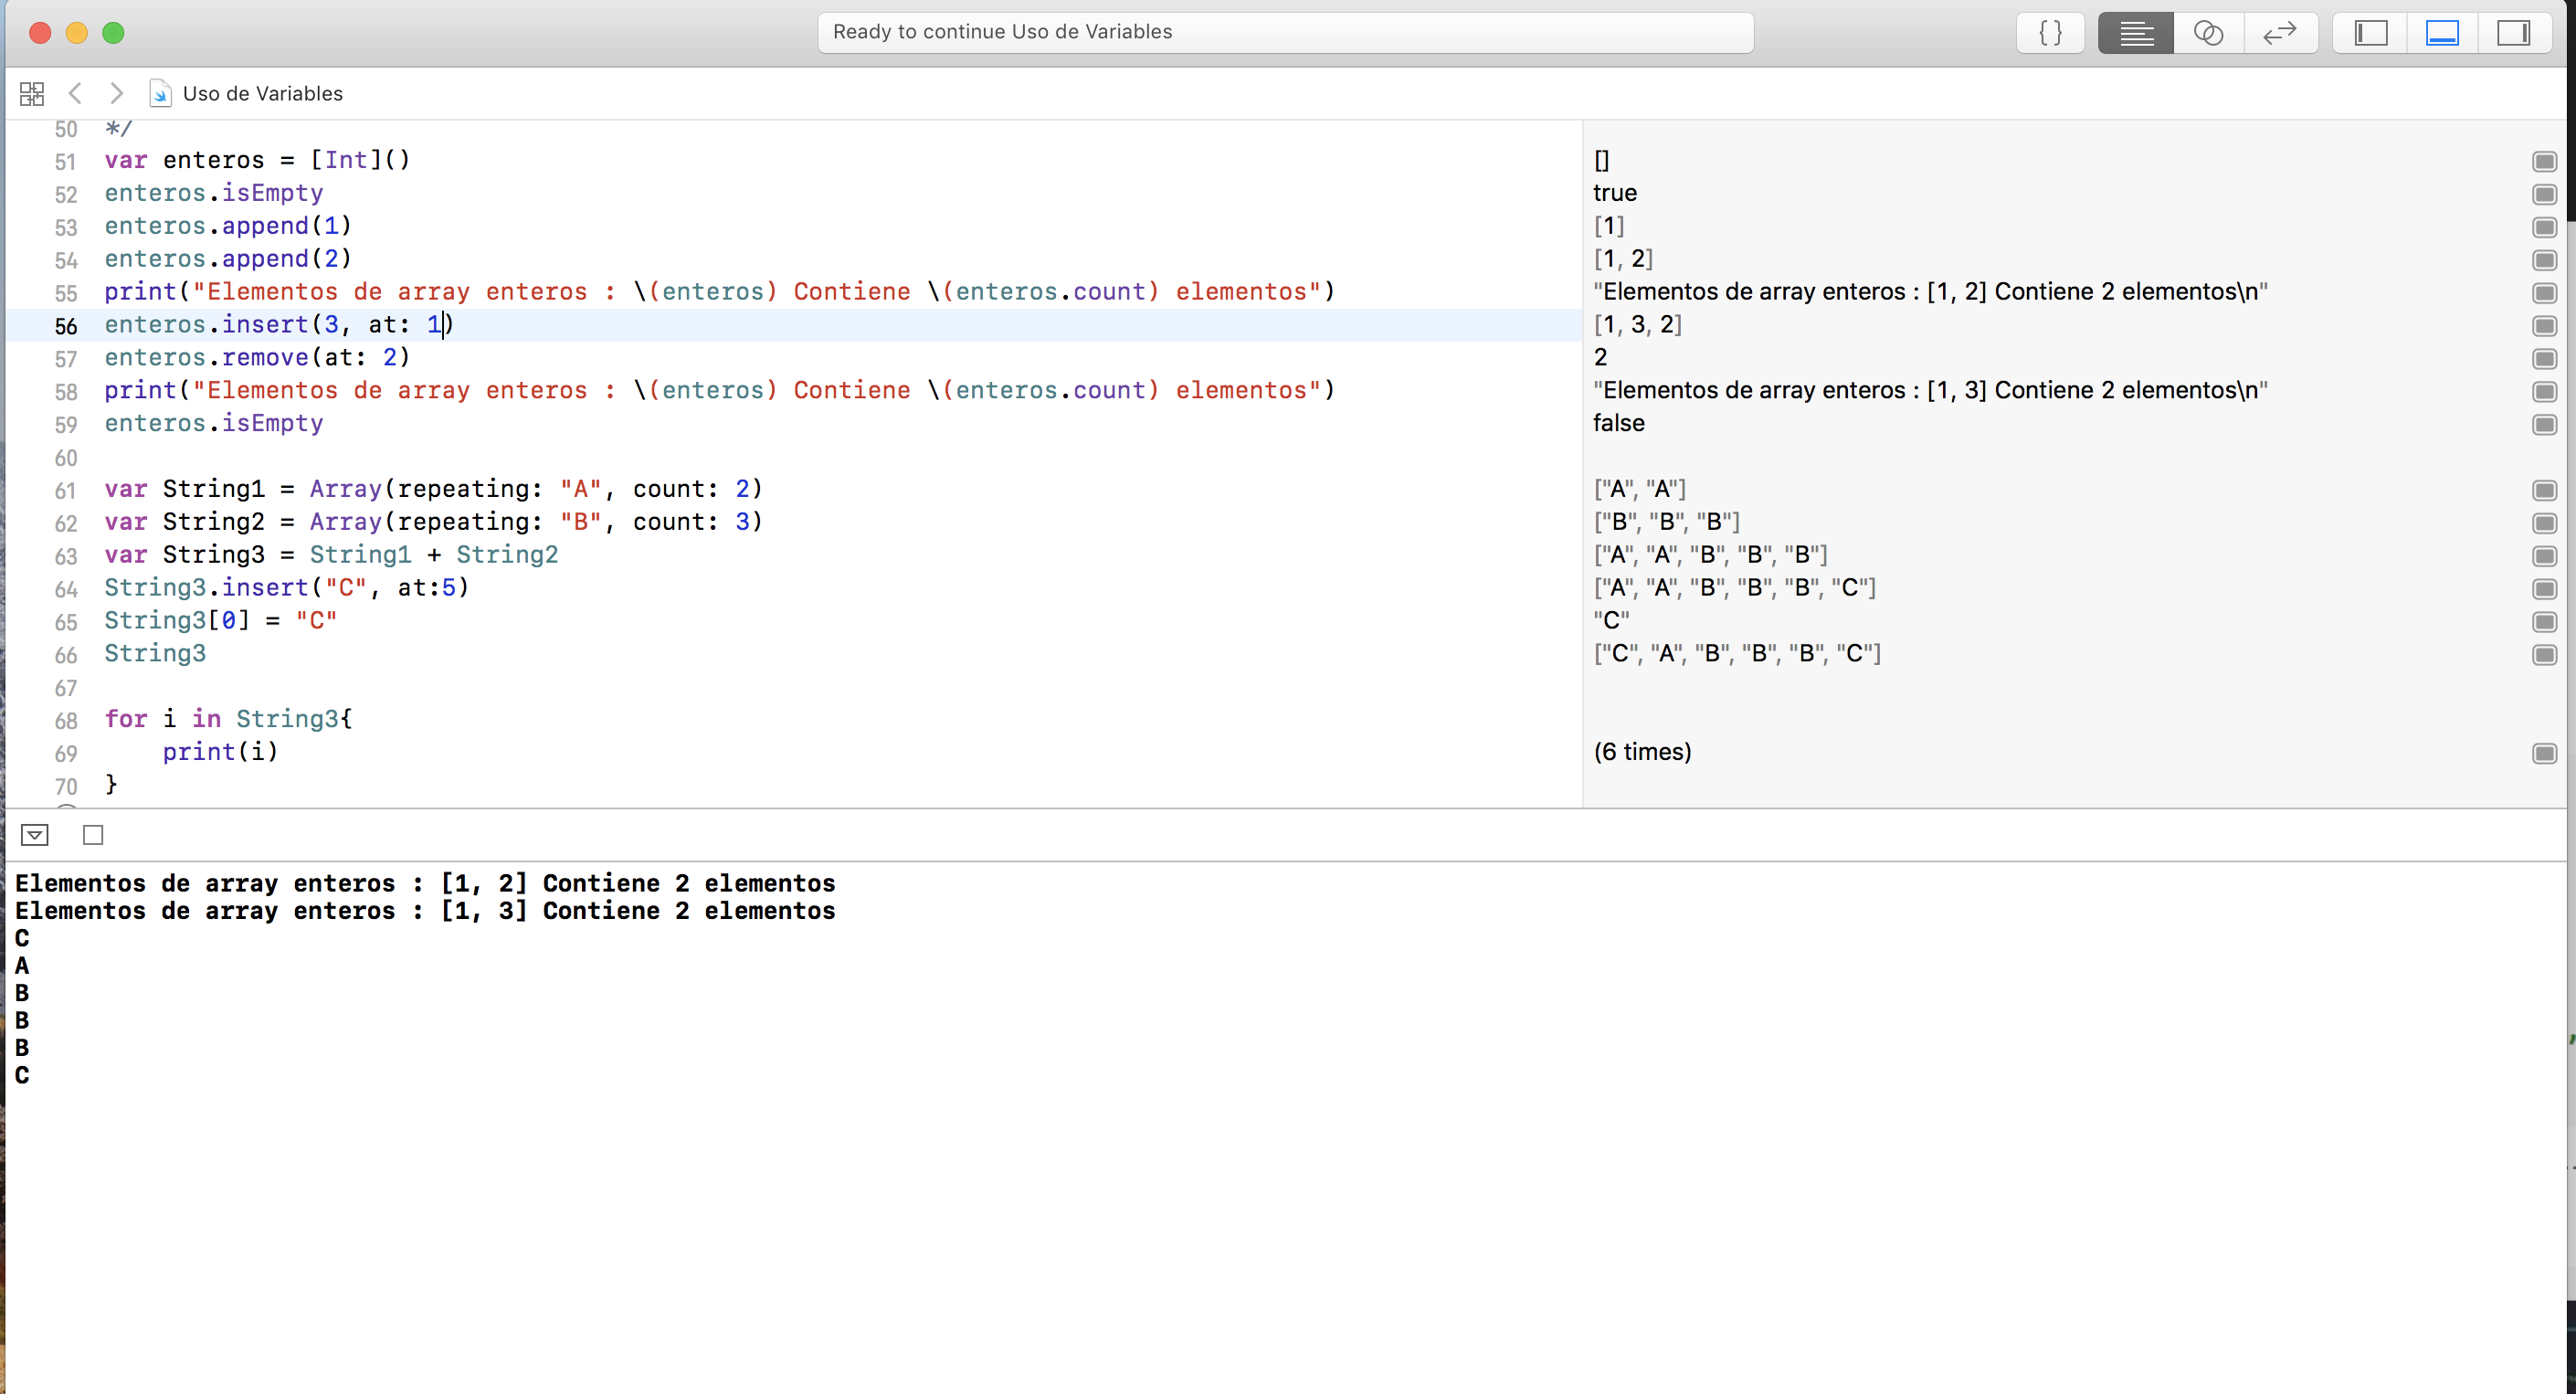 Ready to continue Uso de Variables
{}
Uso de Variables
50 */
51 var enteros = [Int]()
[]
52 enteros.isEmpty
true
53 enteros.append(1)
[1]
54 enteros.append(2)
[1, 2]
55 print("Elementos de array enteros : \(enteros) Contiene \(enteros.count) elementos")
"Elementos de array enteros : [1, 2] Contiene 2 elementos\n"
56 enteros.insert(3, at: 1)
[1, 3, 2]
57 enteros.remove(at: 2)
2
58 print("Elementos de array enteros : \(enteros) Contiene \(enteros.count) elementos")
"Elementos de array enteros : [1, 3] Contiene 2 elementos\n"
59 enteros.isEmpty
false
60
61 var String1 = Array(repeating: "A", count: 2)
["A", "A"]
62 var String2 = Array(repeating: "B", count: 3)
["B", "B", "B"]
63 var String3 = String1 + String2
["A", "A", "B", "B", "B"]
64 String3.insert("C", at:5)
["A", "A", "B", "B", "B", "C"]
65 String3[0] = "C"
"C"
66 String3
["C", "A", "B", "B", "B", "C"]
67
68 for i in String3{
69     print(i)
(6 times)
70 }
Elementos de array enteros : [1, 2] Contiene 2 elementos
Elementos de array enteros : [1, 3] Contiene 2 elementos
C
A
B
B
B
C